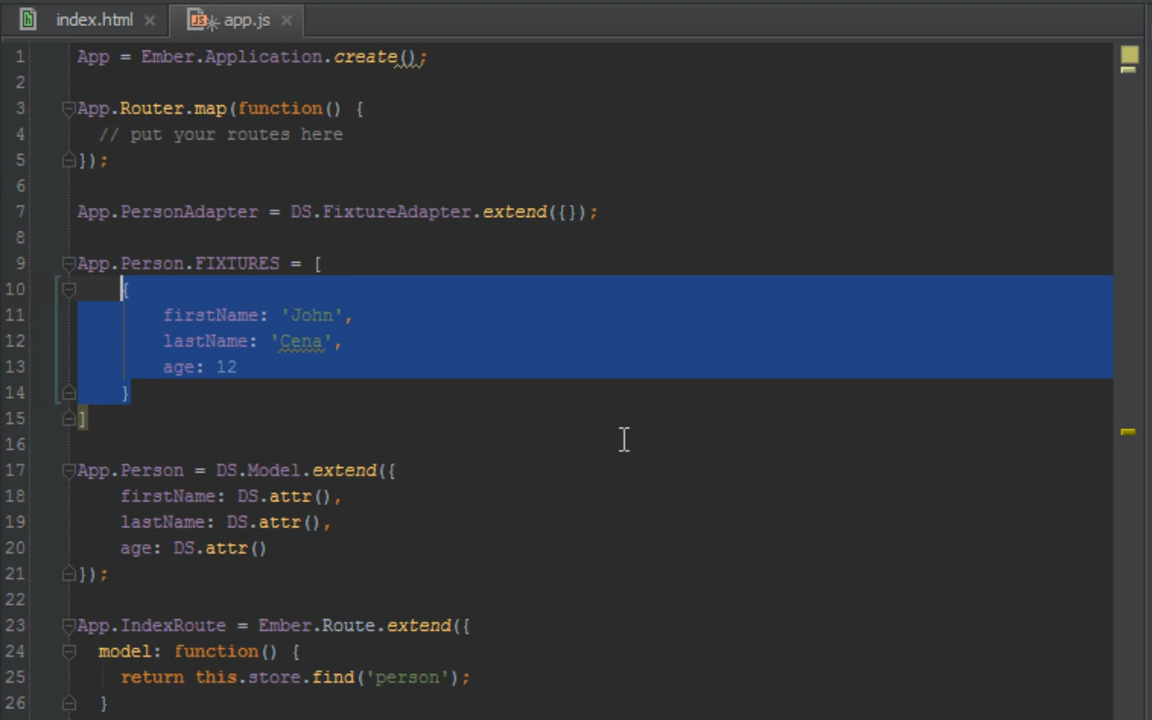 index.html
app.js
1 App = Ember.Application.create();
2
3 App.Router.map(function() {
4   // put your routes here
5 });
6
7 App.PersonAdapter = DS.FixtureAdapter.extend({});
8
9 App.Person.FIXTURES = [
10     {
11         firstName: 'John',
12         lastName: 'Cena',
13         age: 12
14     }
15 ]
16
17 App.Person = DS.Model.extend({
18     firstName: DS.attr(),
19     lastName: DS.attr(),
20     age: DS.attr()
21 });
22
23 App.IndexRoute = Ember.Route.extend({
24   model: function() {
25     return this.store.find('person');
26   }